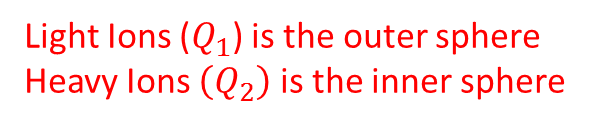 Light Ions (Q₁) is the outer sphere
Heavy Ions (Q₂) is the inner sphere